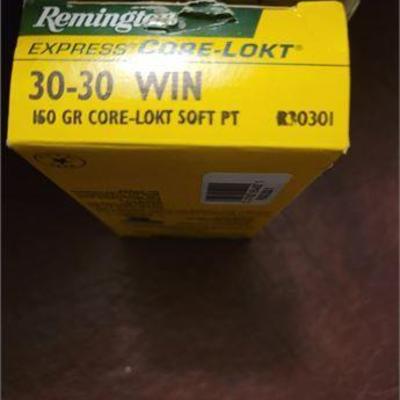 Remington
EXPRESS CORE-LOKT®
30-30 WIN
160 GR CORE-LOKT SOFT PT R30301